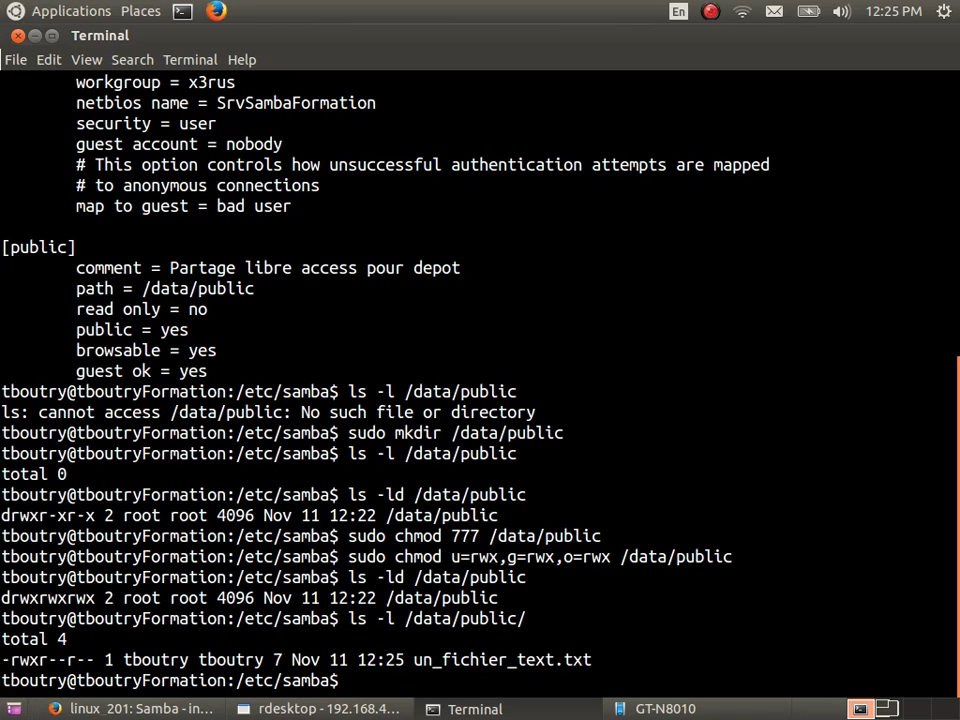 Applications Places En 12:25 PM
Terminal
File Edit View Search Terminal Help
workgroup = x3rus
netbios name = SrvSambaFormation
security = user
guest account = nobody
# This option controls how unsuccessful authentication attempts are mapped
# to anonymous connections
map to guest = bad user
[public]
comment = Partage libre access pour depot
path = /data/public
read only = no
public = yes
browsable = yes
guest ok = yes
tboutry@tboutryFormation:/etc/samba$ ls -l /data/public
ls: cannot access /data/public: No such file or directory
tboutry@tboutryFormation:/etc/samba$ sudo mkdir /data/public
tboutry@tboutryFormation:/etc/samba$ ls -l /data/public
total 0
tboutry@tboutryFormation:/etc/samba$ ls -ld /data/public
drwxr-xr-x 2 root root 4096 Nov 11 12:22 /data/public
tboutry@tboutryFormation:/etc/samba$ sudo chmod 777 /data/public
tboutry@tboutryFormation:/etc/samba$ sudo chmod u=rwx,g=rwx,o=rwx /data/public
tboutry@tboutryFormation:/etc/samba$ ls -ld /data/public
drwxrwxrwx 2 root root 4096 Nov 11 12:22 /data/public
tboutry@tboutryFormation:/etc/samba$ ls -l /data/public/
total 4
-rwxr--r-- 1 tboutry tboutry 7 Nov 11 12:25 un_fichier_text.txt
tboutry@tboutryFormation:/etc/samba$
linux_201: Samba - in... rdesktop - 192.168.4... Terminal GT-N8010